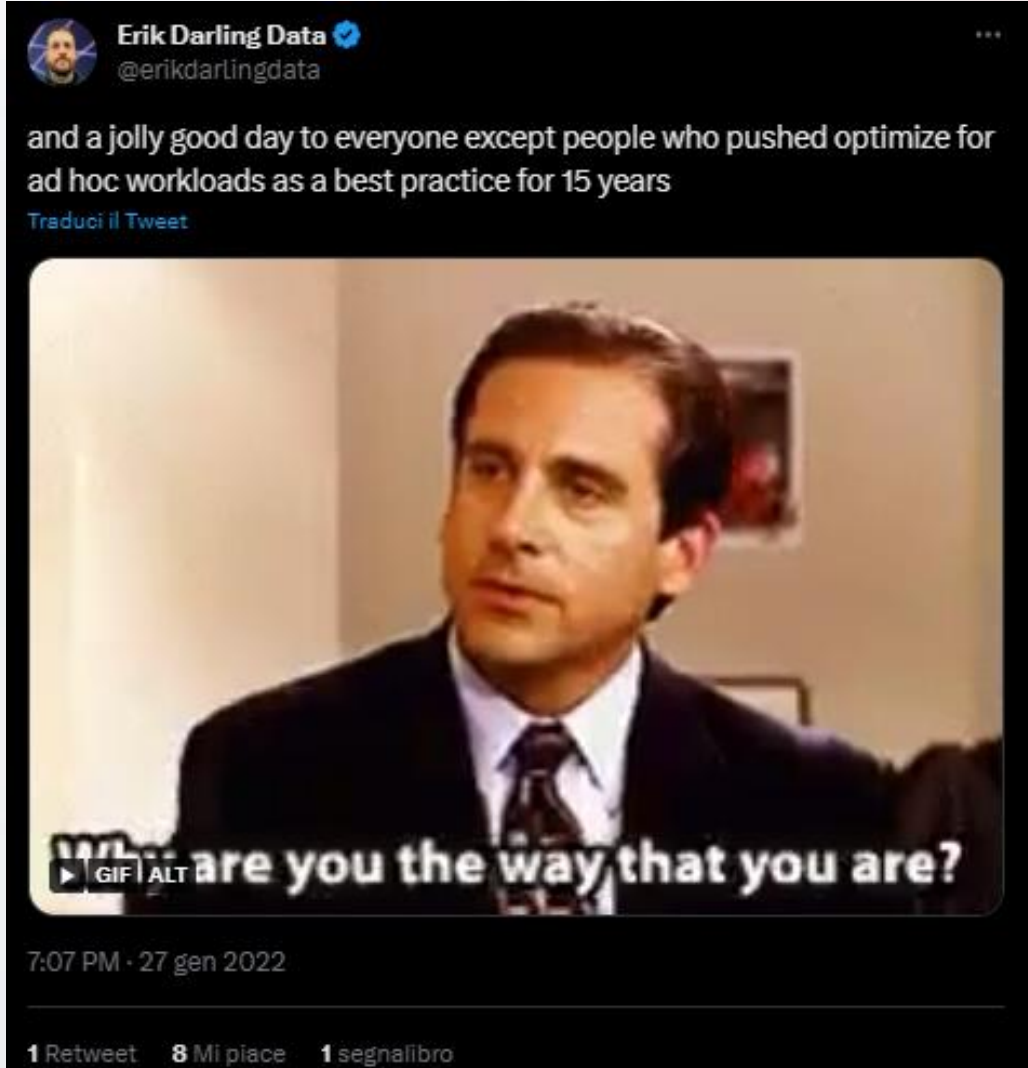 Erik Darling Data
@erikdarlingdata
and a jolly good day to everyone except people who pushed optimize for
ad hoc workloads as a best practice for 15 years
Traduci il Tweet
Why are you the way that you are?
GIF ALT
7:07 PM · 27 gen 2022
1 Retweet 8 Mi piace 1 segnalibro